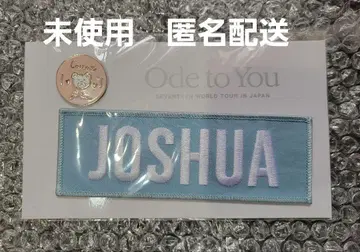 未使用　匿名配送
Ode to You
SEVENTEEN WORLD TOUR IN JAPAN
JOSHUA